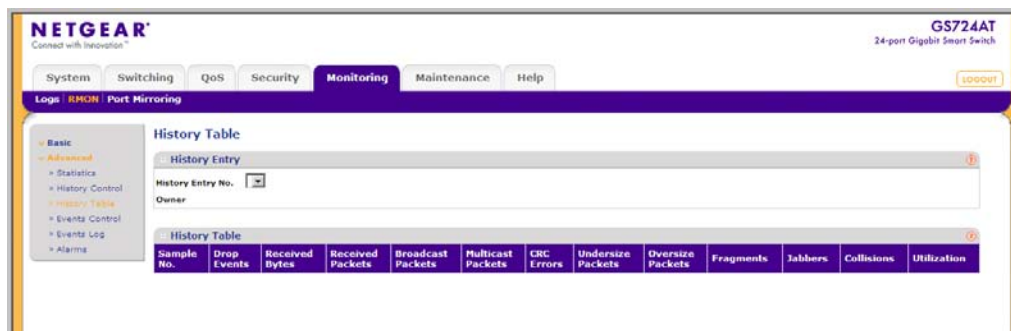 NETGEAR
Connect with Innovation™
GS724AT
24-port Gigabit Smart Switch
System Switching QoS Security Monitoring Maintenance Help
LOGOUT
Logs RMON Port Mirroring
Basic
Advanced
Statistics
History Control
History Table
Events Control
Events Log
Alarms
History Table
History Entry
History Entry No.
Owner
History Table
Sample No. Drop Events Received Bytes Received Packets Broadcast Packets Multicast Packets CRC Errors Undersize Packets Oversize Packets Fragments Jabbers Collisions Utilization